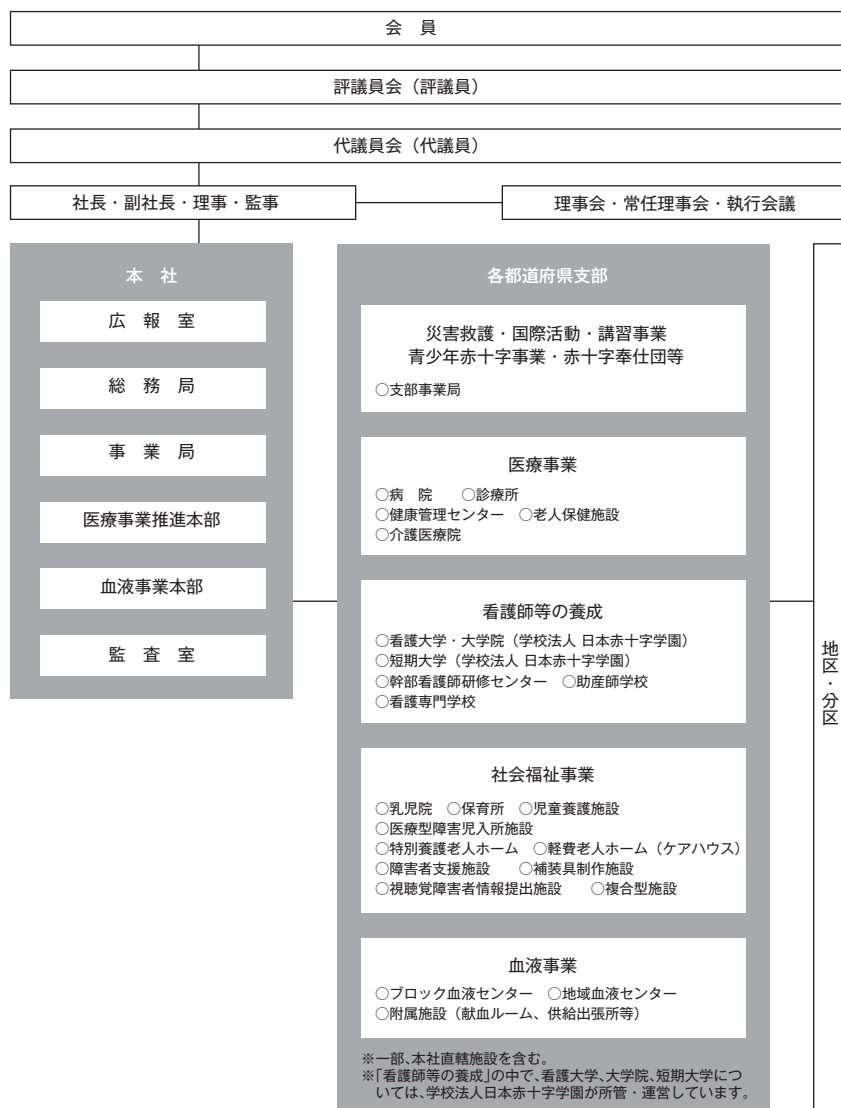 会　員
評議員会（評議員）
代議員会（代議員）
社長・副社長・理事・監事
理事会・常任理事会・執行会議
本　社
広　報　室
総　務　局
事　業　局
医療事業推進本部
血液事業本部
監　査　室
各都道府県支部
災害救護・国際活動・講習事業
青少年赤十字事業・赤十字奉仕団等
○支部事業局
医療事業
○病　院　○診療所
○健康管理センター　○老人保健施設
○介護医療院
看護師等の養成
○看護大学・大学院（学校法人 日本赤十字学園）
○短期大学（学校法人 日本赤十字学園）
○幹部看護師研修センター　○助産師学校
○看護専門学校
社会福祉事業
○乳児院　○保育所　○児童養護施設
○医療型障害児入所施設
○特別養護老人ホーム　○軽費老人ホーム（ケアハウス）
○障害者支援施設　○補装具制作施設
○視聴覚障害者情報提出施設　○複合型施設
血液事業
○ブロック血液センター　○地域血液センター
○附属施設（献血ルーム、供給出張所等）
※一部、本社直轄施設を含む。
※「看護師等の養成」の中で、看護大学、大学院、短期大学につ
いては、学校法人日本赤十字学園が所管・運営しています。
地区・分区